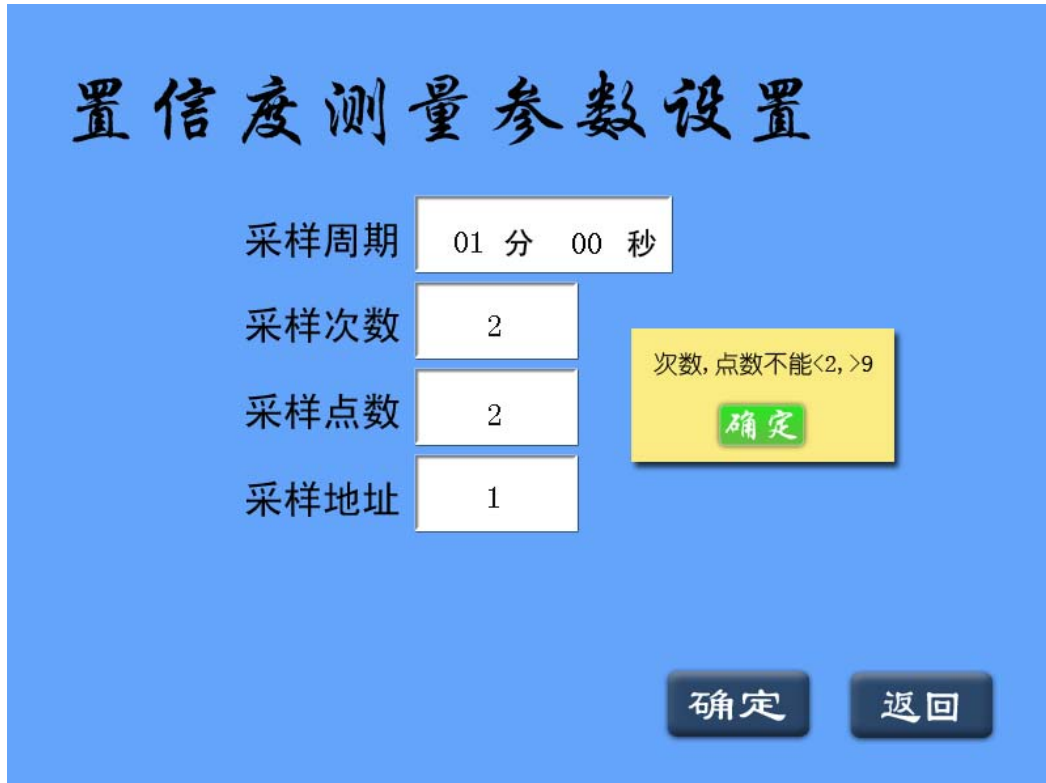 置信度测量参数设置
采样周期 01 分 00 秒
采样次数 2
采样点数 2
采样地址 1
次数,点数不能<2,>9
确定
确定 返回